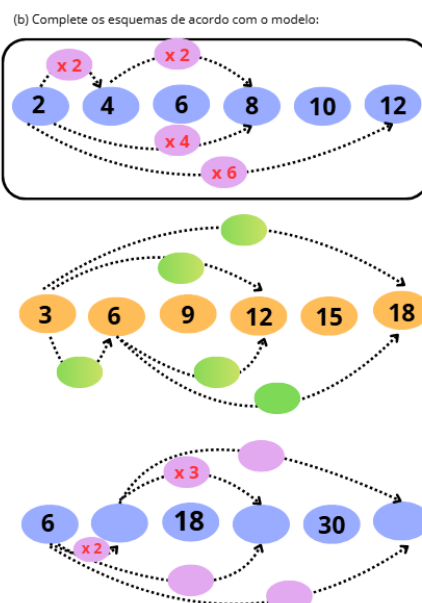 (b) Complete os esquemas de acordo com o modelo:
x 2
x 2
2 4 6 8 10 12
x 4
x 6
3 6 9 12 15 18
x 3
6 18 30
x 2